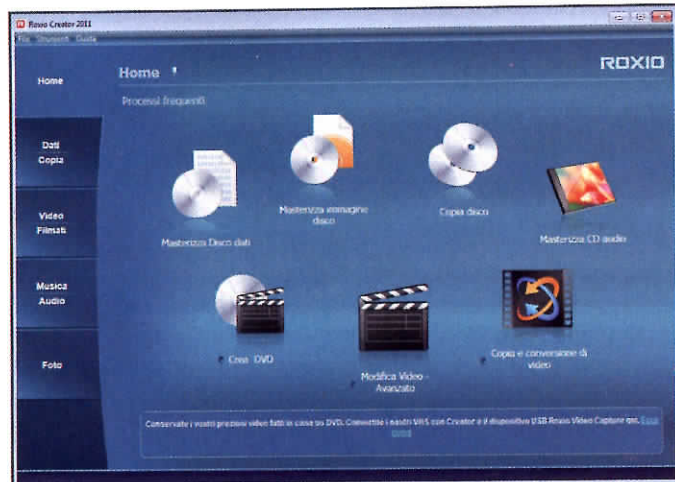 Roxio Creator 2011
File Strumenti Guida
ROXIO
Home
Home
Processi frequenti
Dati
Copia
Video
Filmati
Musica
Audio
Foto
Masterizza Disco dati
Masterizza immagine
disco
Copia disco
Masterizza CD audio
Crea DVD
Modifica Video -
Avanzato
Copia e conversione di
video
Conservate i vostri preziosi video fatti in casa su DVD. Convertite i nastri VHS con Creator e il dispositivo USB Roxio Video Capture